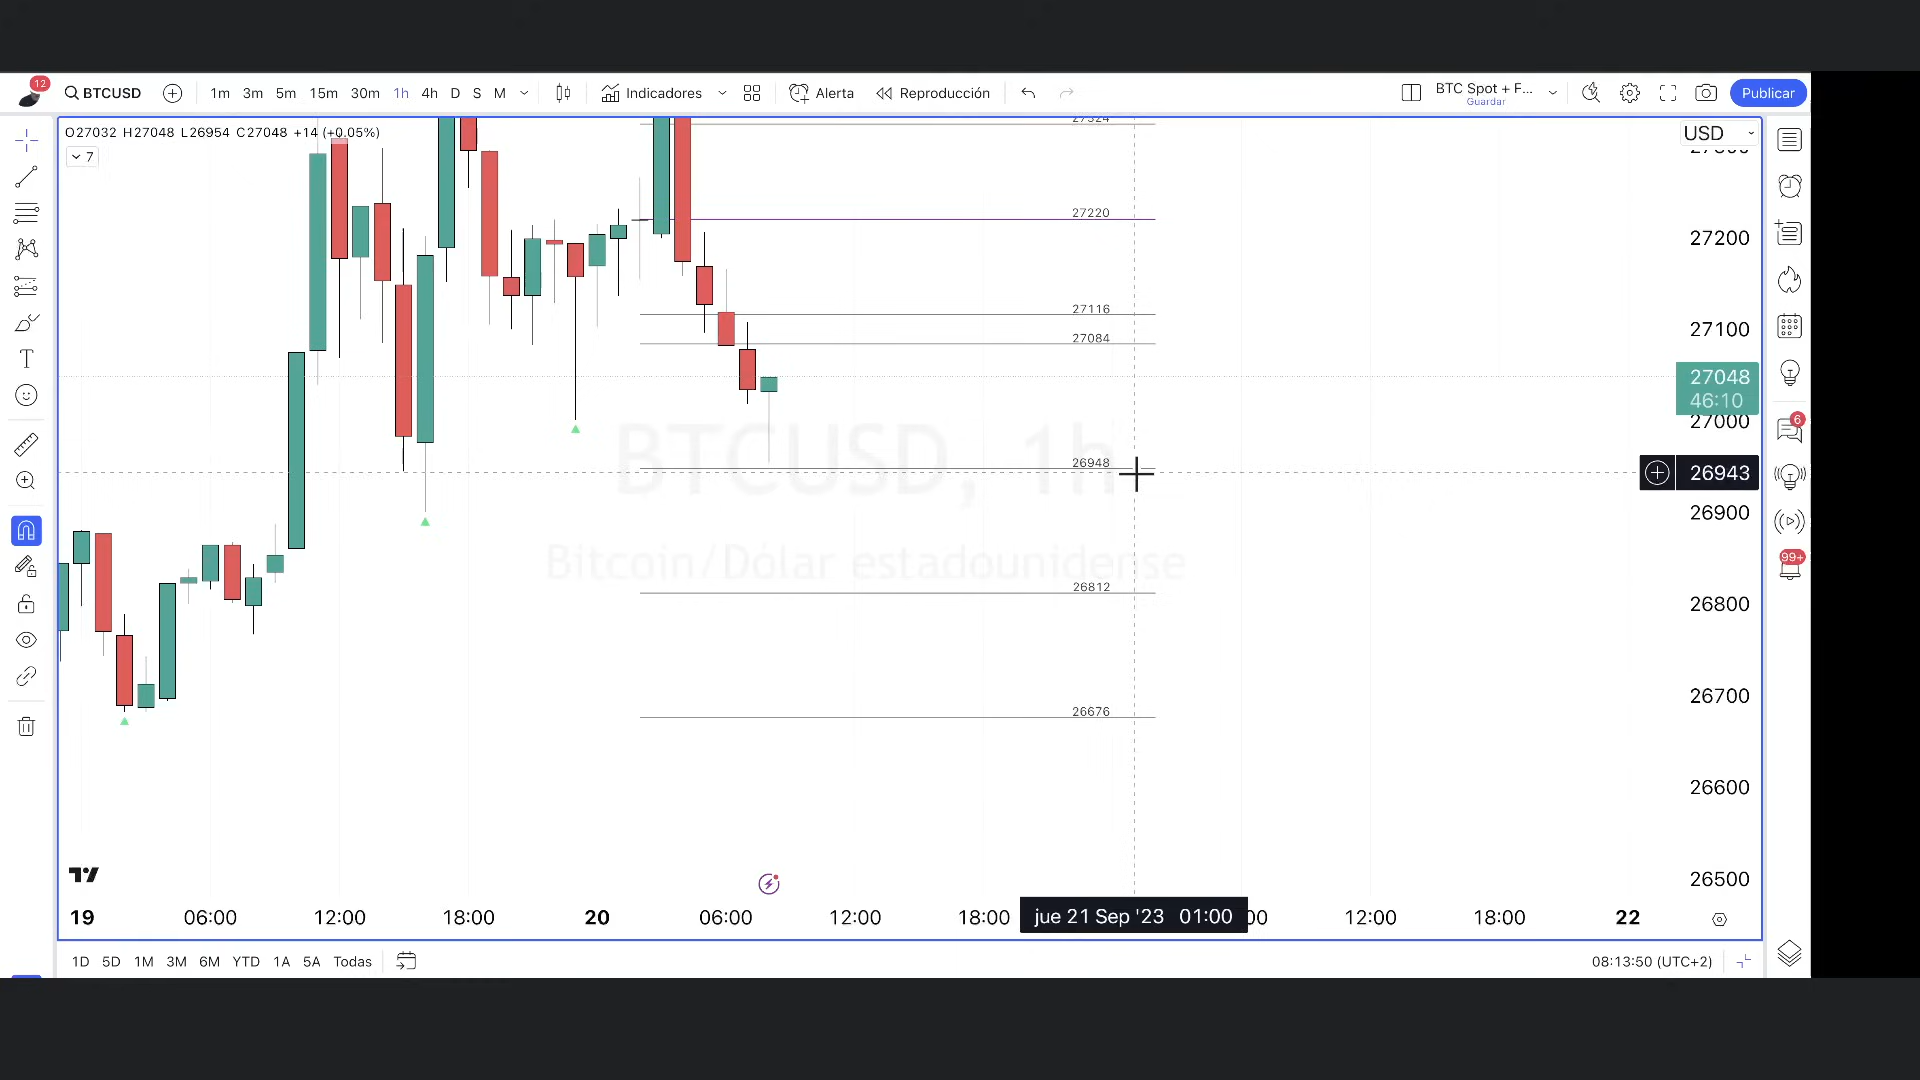 12
BTCUSD
1m 3m 5m 15m 30m 1h 4h D S M
Indicadores
Alerta
Reproducción
BTC Spot + F...
Guardar
Publicar
O27032 H27048 L26954 C27048 +14 (+0.05%)
7
USD
27324
27220
27200
27116
27100
27084
27048
46:10
27000
6
BTCUSD, 1h
26948
26943
26900
99+
Bitcoin/Dólar estadounidense
26812
26800
26676
26700
26600
26500
19 06:00 12:00 18:00 20 06:00 12:00 18:00 jue 21 Sep '23 01:00 00 12:00 18:00 22
1D 5D 1M 3M 6M YTD 1A 5A Todas
08:13:50 (UTC+2)